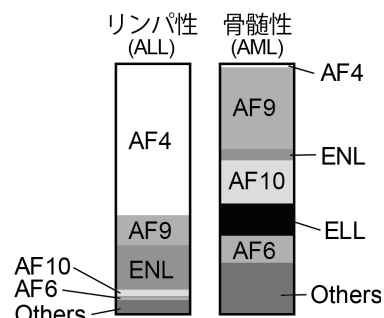 リンパ性
(ALL)
骨髄性
(AML)
AF4
AF9
ENL
AF10
AF6
Others
AF4
AF9
ENL
AF10
ELL
AF6
Others